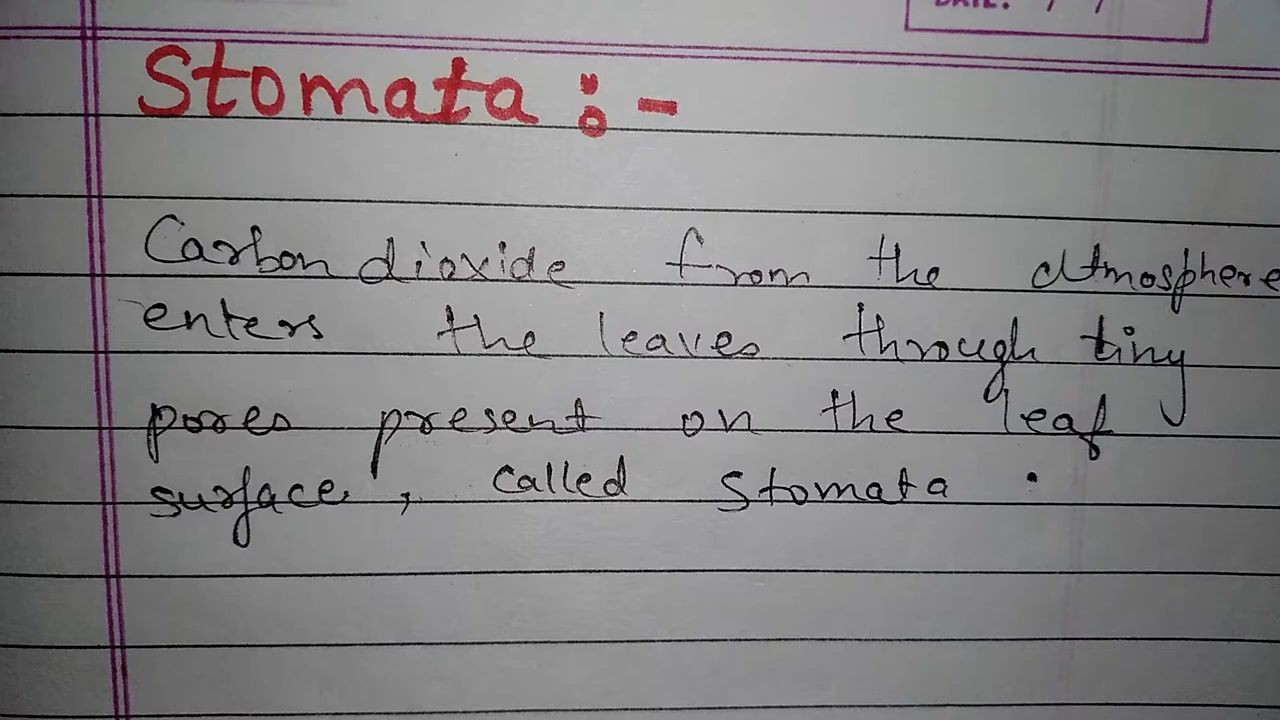 DATE: / /
Stomata :-
Carbon dioxide from the atmosphere
enters the leaves through tiny
pores present on the leaf
surface, called stomata .